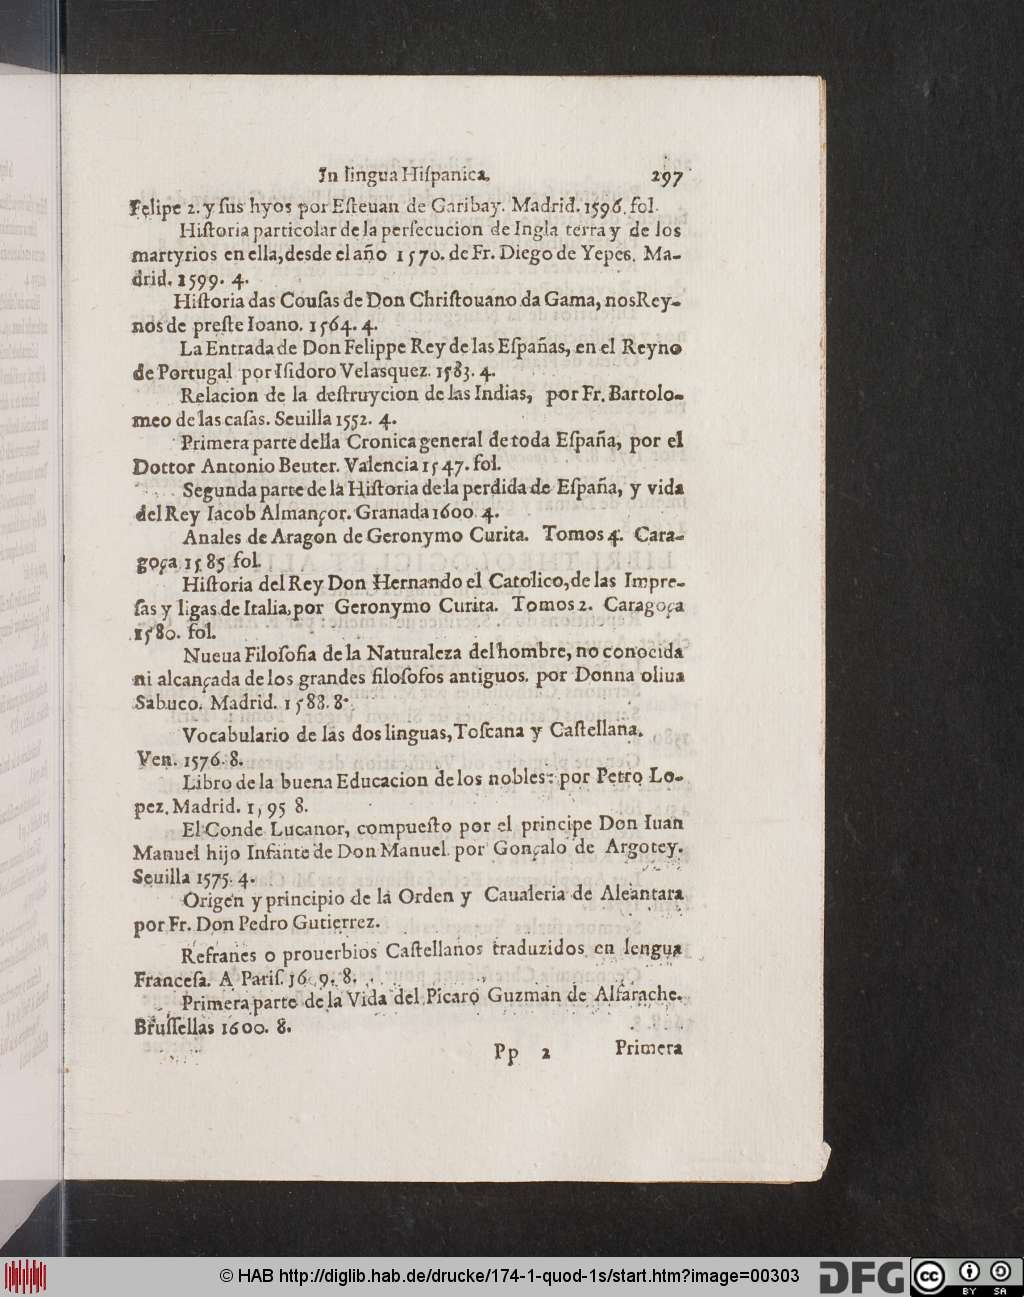 In lingua Hiſpanica. 297
Felipe 2. y ſus hyos por Eſteuan de Garibay. Madrid. 1596. fol.
Hiſtoria particolar de la perſecucion de Ingla terra y de los
martyrios en ella, desde el año 1570. de Fr. Diego de Yepes. Ma-
drid. 1599. 4.
Hiſtoria das Couſas de Don Chriſtouano da Gama, nos Rey-
nos de preſte Ioano. 1564. 4.
La Entrada de Don Felippe Rey de las Eſpañas, en el Reyno
de Portugal por Iſidoro Velasquez. 1583. 4.
Relacion de la deſtruycion de las Indias, por Fr. Bartolo-
meo de las caſas. Seuilla 1552. 4.
Primera parte della Cronica general de toda Eſpaña, por el
Dottor Antonio Beuter. Valencia 1547. fol.
Segunda parte de la Hiſtoria de la perdida de Eſpaña, y vida
del Rey Iacob Almançor. Granada 1600. 4.
Anales de Aragon de Geronymo Curita. Tomos 4. Cara-
goça 1585 fol.
Hiſtoria del Rey Don Hernando el Catolico, de las Impre-
ſas y ligas de Italia, por Geronymo Curita. Tomos 2. Caragoça
1580. fol.
Nueua Filoſofia de la Naturaleza del hombre, no conocida
ni alcançada de los grandes filoſofos antiguos. por Donna oliua
Sabuco. Madrid. 1588. 8.
Vocabulario de las dos linguas, Toſcana y Caſtellana.
Ven. 1576. 8.
Libro de la buena Educacion de los nobles: por Petro Lo-
pez. Madrid. 1595 8.
El Conde Lucanor, compueſto por el principe Don Iuan
Manuel hijo Infante de Don Manuel por Gonçalo de Argotey.
Seuilla 1575. 4.
Origen y principio de la Orden y Caualeria de Aleantara
por Fr. Don Pedro Gutierrez.
Refranes o prouerbios Caſtellanos traduzidos en lengua
Franceſa. A Pariſ. 16 9. 8.
Primera parte de la Vida del Picaro Guzman de Alfarache.
Bruſſellas 1600. 8.
Pp 2 Primera
© HAB http://diglib.hab.de/drucke/174-1-quod-1s/start.htm?image=00303
DFG
cc BY SA